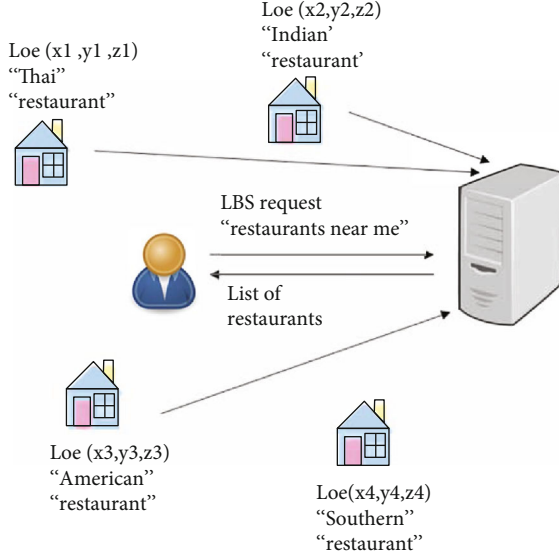 Loe (x1 ,y1 ,z1)
“Thai”
“restaurant”
Loe (x2,y2,z2)
“Indian’
“restaurant’
LBS request
“restaurants near me”
List of
restaurants
Loe (x3,y3,z3)
“American”
“restaurant”
Loe(x4,y4,z4)
“Southern”
“restaurant”